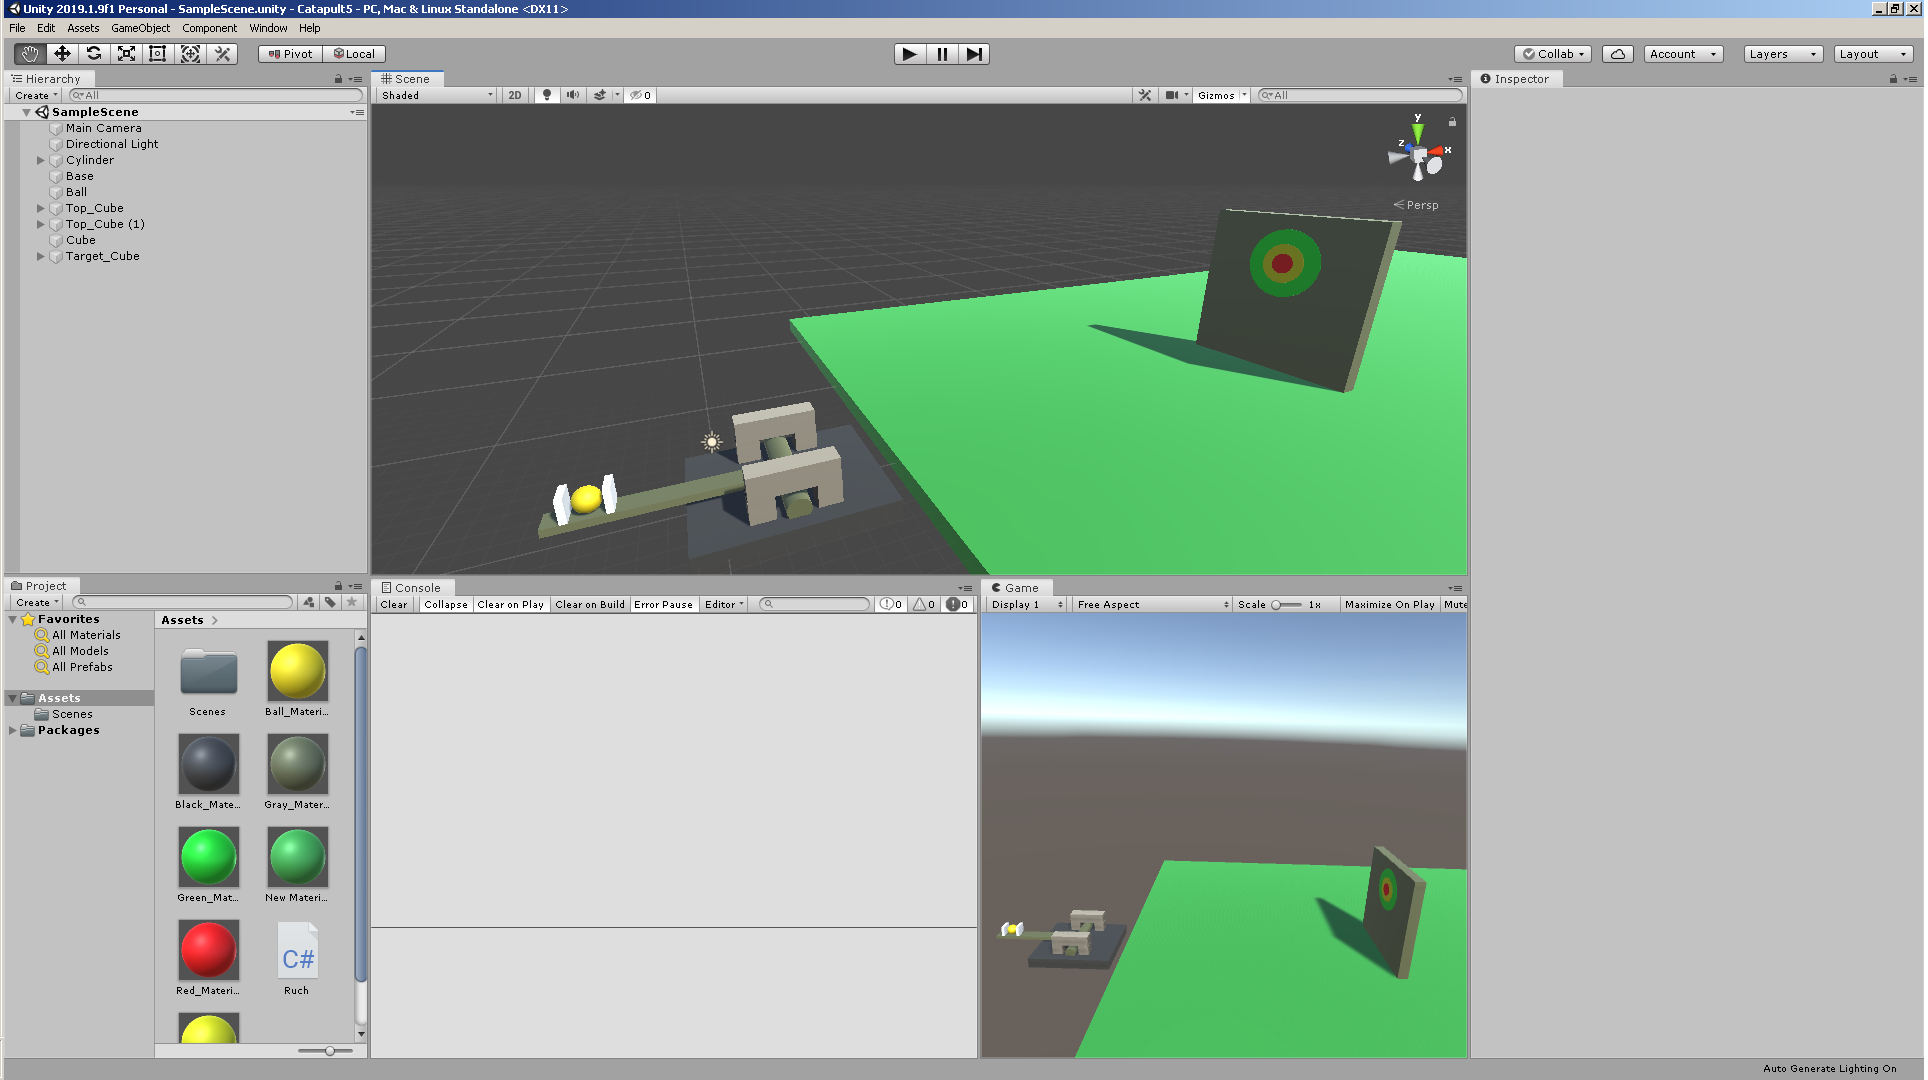 Unity 2019.1.9f1 Personal - SampleScene.unity - Catapult5 - PC, Mac & Linux Standalone <DX11>
File Edit Assets GameObject Component Window Help
Pivot Local Collab Account Layers Layout
Hierarchy
Create All
SampleScene
Main Camera
Directional Light
Cylinder
Base
Ball
Top_Cube
Top_Cube (1)
Cube
Target_Cube
Scene
Shaded 2D 0 Gizmos All
y
z x
Persp
Inspector
Project
Create
Favorites
All Materials
All Models
All Prefabs
Assets
Scenes
Packages
Assets
Scenes Ball_Materi...
Black_Mate... Gray_Mater...
Green_Mat... New Materi...
C#
Red_Materi... Ruch
Console
Clear Collapse Clear on Play Clear on Build Error Pause Editor 0 0 0
Game
Display 1 Free Aspect Scale 1x Maximize On Play Mute
Auto Generate Lighting On